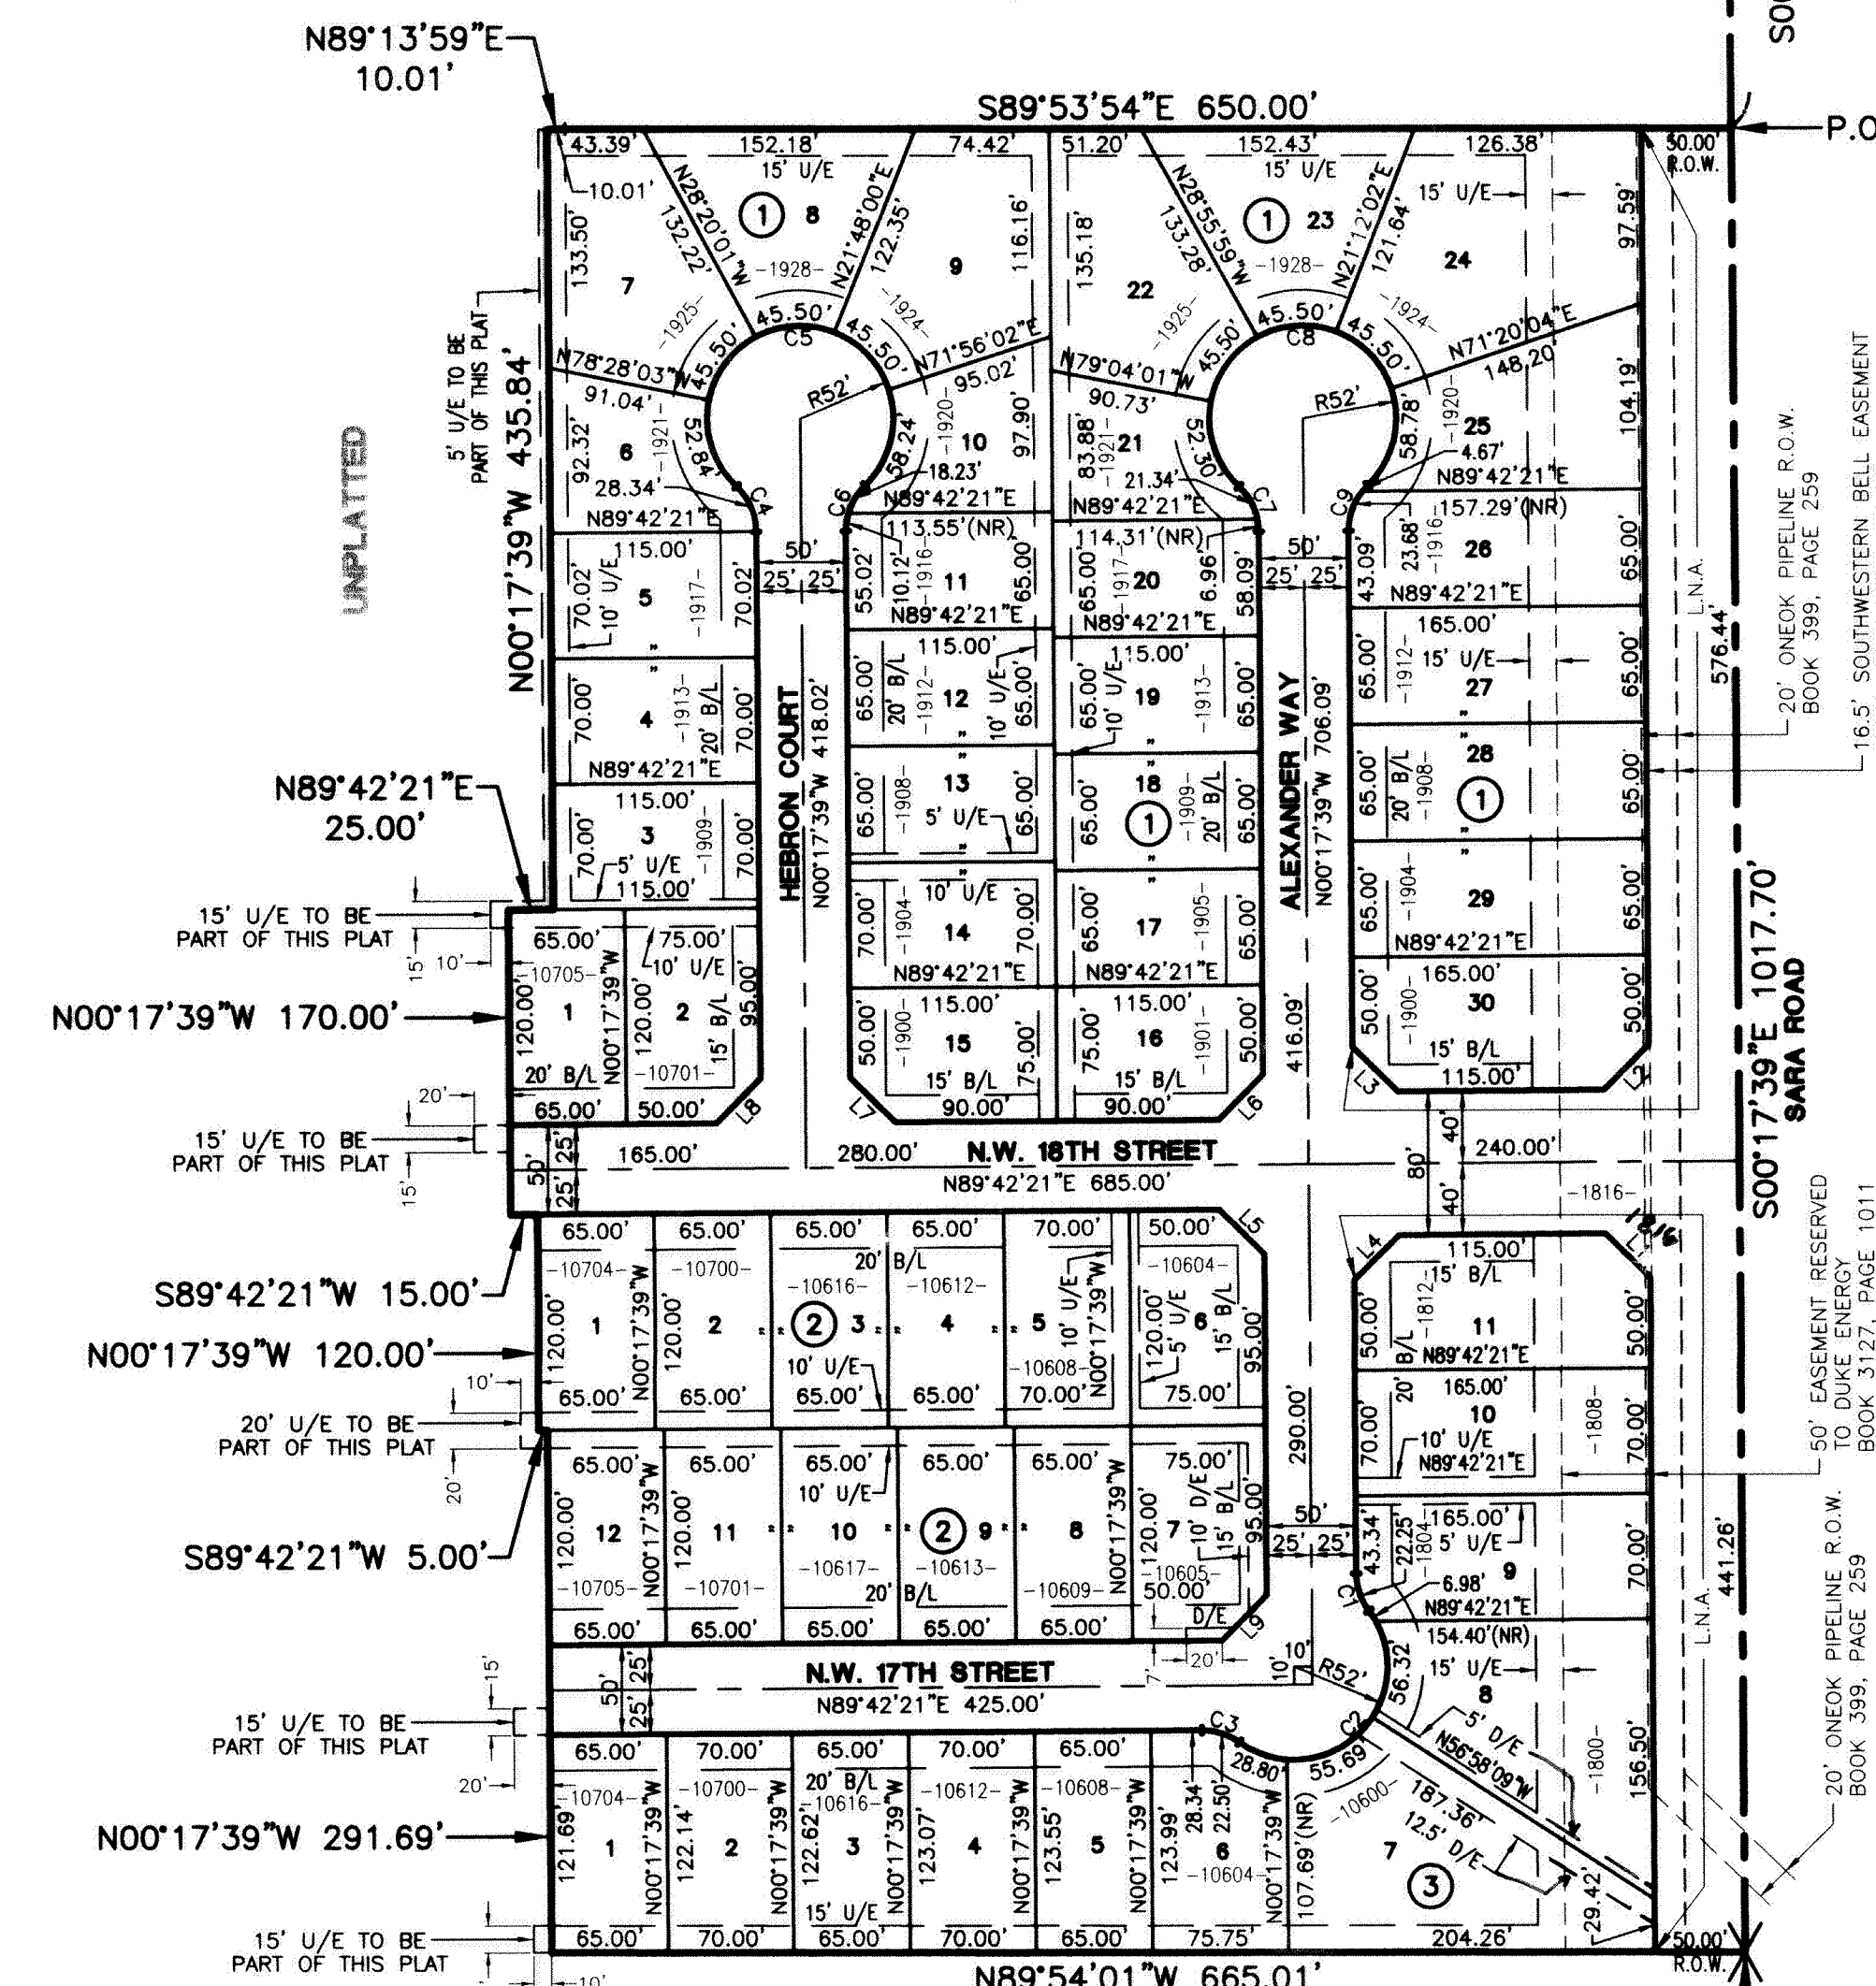 N89°13'59"E
10.01'
S89°53'54"E 650.00'
S00
P.O
43.39'
152.18'
74.42'
51.20'
152.43'
126.38'
50.00'
R.O.W.
10.01'
15' U/E
15' U/E
15' U/E
133.50'
7
N28°20'01"W
132.22'
1
8
N21°48'00"E
122.35'
116.16'
9
135.18'
22
N28°55'59"W
133.28'
1
23
N21°12'02"E
121.64'
24
97.59'
-1925-
-1928-
-1924-
-1925-
-1928-
-1924-
45.50'
45.50'
C5
45.50'
45.50'
45.50'
C8
45.50'
5' U/E TO BE
PART OF THIS PLAT
N00°17'39"W 435.84'
UNPLATTED
N78°28'03"W
91.04'
R52'
N71°56'02"E
95.02'
N79°04'01"W
90.73'
R52'
N71°20'04"E
148.20'
92.32'
6
-1921-
52.84'
58.24'
-1920-
10
97.90'
83.88'
-1921-
21
52.30'
58.78'
-1920-
25
104.19'
28.34'
C4
C6
18.23'
21.34'
C7
C9
4.67'
N89°42'21"E
N89°42'21"E
N89°42'21"E
N89°42'21"E
115.00'
113.55'(NR)
114.31'(NR)
157.29'(NR)
50'
25' 25'
50'
25' 25'
70.02'
10' U/E
5
-1917-
70.02'
55.02'
10.12'
-1916-
11
65.00'
65.00'
-1917-
20
6.96'
58.09'
43.09'
23.68'
-1916-
26
65.00'
N89°42'21"E
N89°42'21"E
N89°42'21"E
"
"
115.00'
115.00'
165.00'
15' U/E
70.00'
4
-1913-
20' B/L
70.00'
65.00'
20' B/L
-1912-
12
10' U/E
65.00'
10' U/E
65.00'
19
-1913-
65.00'
65.00'
-1912-
27
65.00'
N89°42'21"E
HEBRON COURT
N00°17'39"W 418.02'
ALEXANDER WAY
N00°17'39"W 706.09'
"
"
"
"
"
"
115.00'
70.00'
3
-1909-
70.00'
5' U/E
115.00'
65.00'
-1908-
13
5' U/E
65.00'
65.00'
18
1
-1909-
20' B/L
65.00'
65.00'
20' B/L
-1908-
28
1
65.00'
L.N.A.
576.44'
20' ONEOK PIPELINE R.O.W.
BOOK 399, PAGE 259
16.5' SOUTHWESTERN BELL EASEMENT
N89°42'21"E
25.00'
15' U/E TO BE
PART OF THIS PLAT
15'
10'
"
"
"
"
"
"
10' U/E
70.00'
-1904-
14
70.00'
65.00'
17
-1905-
65.00'
65.00'
-1904-
29
65.00'
N89°42'21"E
N89°42'21"E
N89°42'21"E
65.00'
75.00'
10' U/E
-10705-
120.00'
1
N00°17'39"W
120.00'
2
15' B/L
95.00'
-10701-
20' B/L
65.00'
50.00'
L8
N00°17'39"W 170.00'
115.00'
115.00'
165.00'
50.00'
-1900-
15
75.00'
75.00'
16
-1901-
50.00'
50.00'
-1900-
30
50.00'
15' B/L
15' B/L
15' B/L
416.09'
L7
90.00'
90.00'
L6
L3
115.00'
L2
S00°17'39"E 1017.70'
SARA ROAD
20'
15' U/E TO BE
PART OF THIS PLAT
15'
50'
25'
25'
165.00'
280.00'
N.W. 18TH STREET
N89°42'21"E 685.00'
80'
40'
40'
240.00'
-1816-
1816
S89°42'21"W 15.00'
65.00'
65.00'
65.00'
65.00'
70.00'
50.00'
L5
L4
115.00'
15' B/L
20' B/L
-10704-
-10700-
-10616-
-10612-
-10604-
120.00'
1
N00°17'39"W
120.00'
2
"
"
2
3
"
"
4
"
"
5
10' U/E
N00°17'39"W
120.00'
5' U/E
6
15' B/L
95.00'
-10608-
10' U/E
65.00'
65.00'
65.00'
65.00'
70.00'
75.00'
N00°17'39"W 120.00'
50.00'
-1812-
20' B/L
11
50.00'
N89°42'21"E
165.00'
70.00'
10
-1808-
70.00'
10' U/E
N89°42'21"E
50' EASEMENT RESERVED
TO DUKE ENERGY
BOOK 3127, PAGE 1011
10'
20' U/E TO BE
PART OF THIS PLAT
20'
S89°42'21"W 5.00'
65.00'
65.00'
65.00'
65.00'
65.00'
75.00'
10' U/E
290.00'
120.00'
12
N00°17'39"W
120.00'
11
"
"
10
"
"
2
9
"
"
8
N00°17'39"W
120.00'
7
10' D/E
15' B/L
95.00'
-10705-
-10701-
-10617-
-10613-
-10609-
-10605-
20' B/L
50.00'
D/E
L9
65.00'
65.00'
65.00'
65.00'
65.00'
7'
20'
50'
25' 25'
165.00'
43.34'
22.25'
-1804-
5' U/E
9
70.00'
C1
6.98'
N89°42'21"E
154.40'(NR)
441.26'
L.N.A.
50'
25'
25'
N.W. 17TH STREET
N89°42'21"E 425.00'
10'
10'
R52'
56.32'
15' U/E
8
5' D/E
N56°58'09"W
187.36'
12.5' D/E
-1800-
156.50'
29.42'
20' ONEOK PIPELINE R.O.W.
BOOK 399, PAGE 259
15'
15' U/E TO BE
PART OF THIS PLAT
20'
65.00'
70.00'
65.00'
70.00'
65.00'
C3
28.80'
55.69'
C2
20' B/L
-10704-
-10700-
-10616-
-10612-
-10608-
28.34'
22.50'
-10600-
N00°17'39"W 291.69'
121.69'
1
N00°17'39"W
122.14'
2
N00°17'39"W
122.62'
3
N00°17'39"W
123.07'
4
N00°17'39"W
123.55'
5
N00°17'39"W
123.99'
6
-10604-
N00°17'39"W
107.69'(NR)
7
3
15' U/E
15' U/E TO BE
PART OF THIS PLAT
65.00'
70.00'
65.00'
70.00'
65.00'
75.75'
204.26'
50.00'
R.O.W.
10'
N89°54'01"W 665.01'